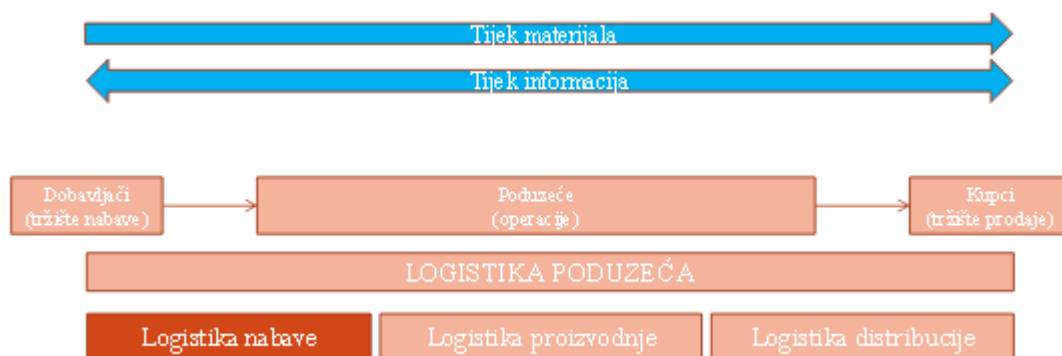 Tijek materijala
Tijek informacija
Dobavljači
(tržište nabave)
Poduzeće
(operacije)
Kupci
(tržište prodaje)
LOGISTIKA PODUZEĆA
Logistika nabave
Logistika proizvodnje
Logistika distribucije